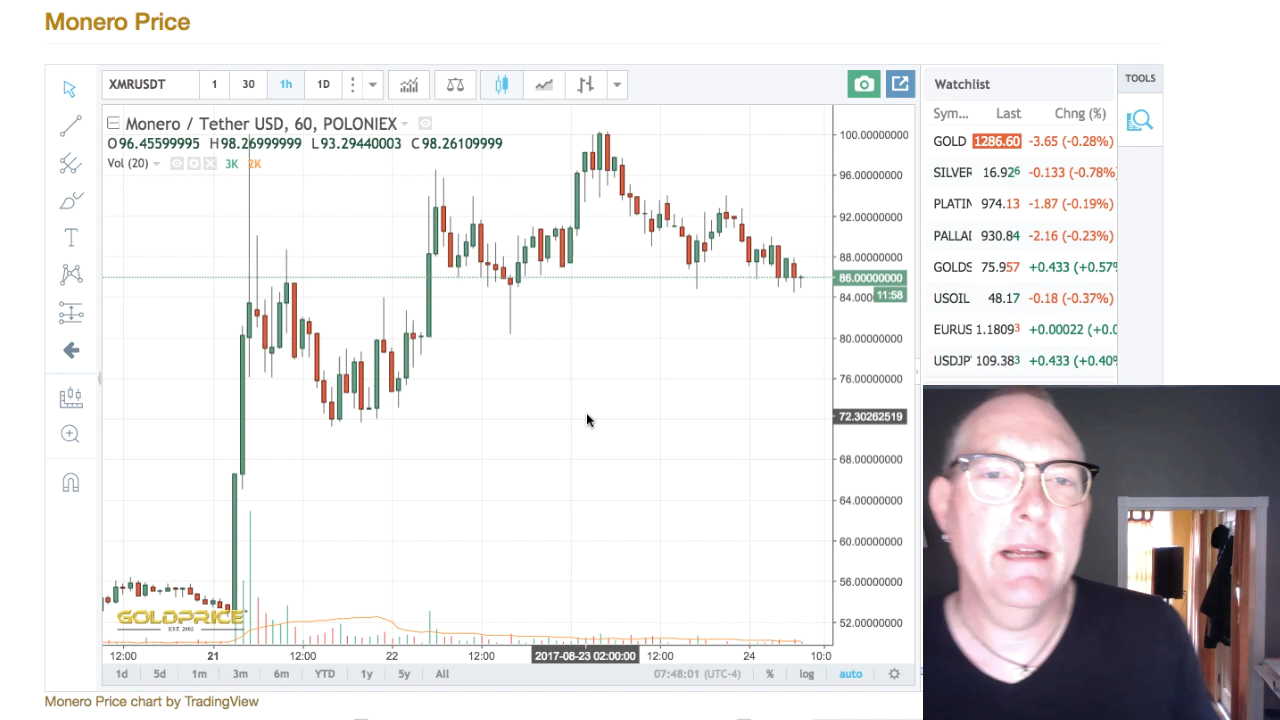 Monero Price
XMRUSDT 1 30 1h 1D
Watchlist
TOOLS
Sym... Last Chng (%)
Monero / Tether USD, 60, POLONIEX
O 96.45599995 H 98.26999999 L 93.29440003 C 98.26109999
Vol (20) 3K 2K
GOLD 1286.60 -3.65 (-0.28%)
SILVER 16.926 -0.133 (-0.78%)
PLATIN 974.13 -1.87 (-0.19%)
PALLAI 930.84 -2.16 (-0.23%)
GOLDS 75.957 +0.433 (+0.57%
USOIL 48.17 -0.18 (-0.37%)
EURUS 1.18093 +0.00022 (+0.0
USDJP 109.383 +0.433 (+0.40%
100.00000000
96.00000000
92.00000000
88.00000000
86.00000000
84.000
11:58
80.00000000
76.00000000
72.30262519
68.00000000
64.00000000
60.00000000
56.00000000
52.00000000
GOLDPRICE
EST. 2002
12:00 21 12:00 22 12:00 2017-08-23 02:00:00 12:00 24 10:0
1d 5d 1m 3m 6m YTD 1y 5y All 07:48:01 (UTC-4) % log auto
Monero Price chart by TradingView